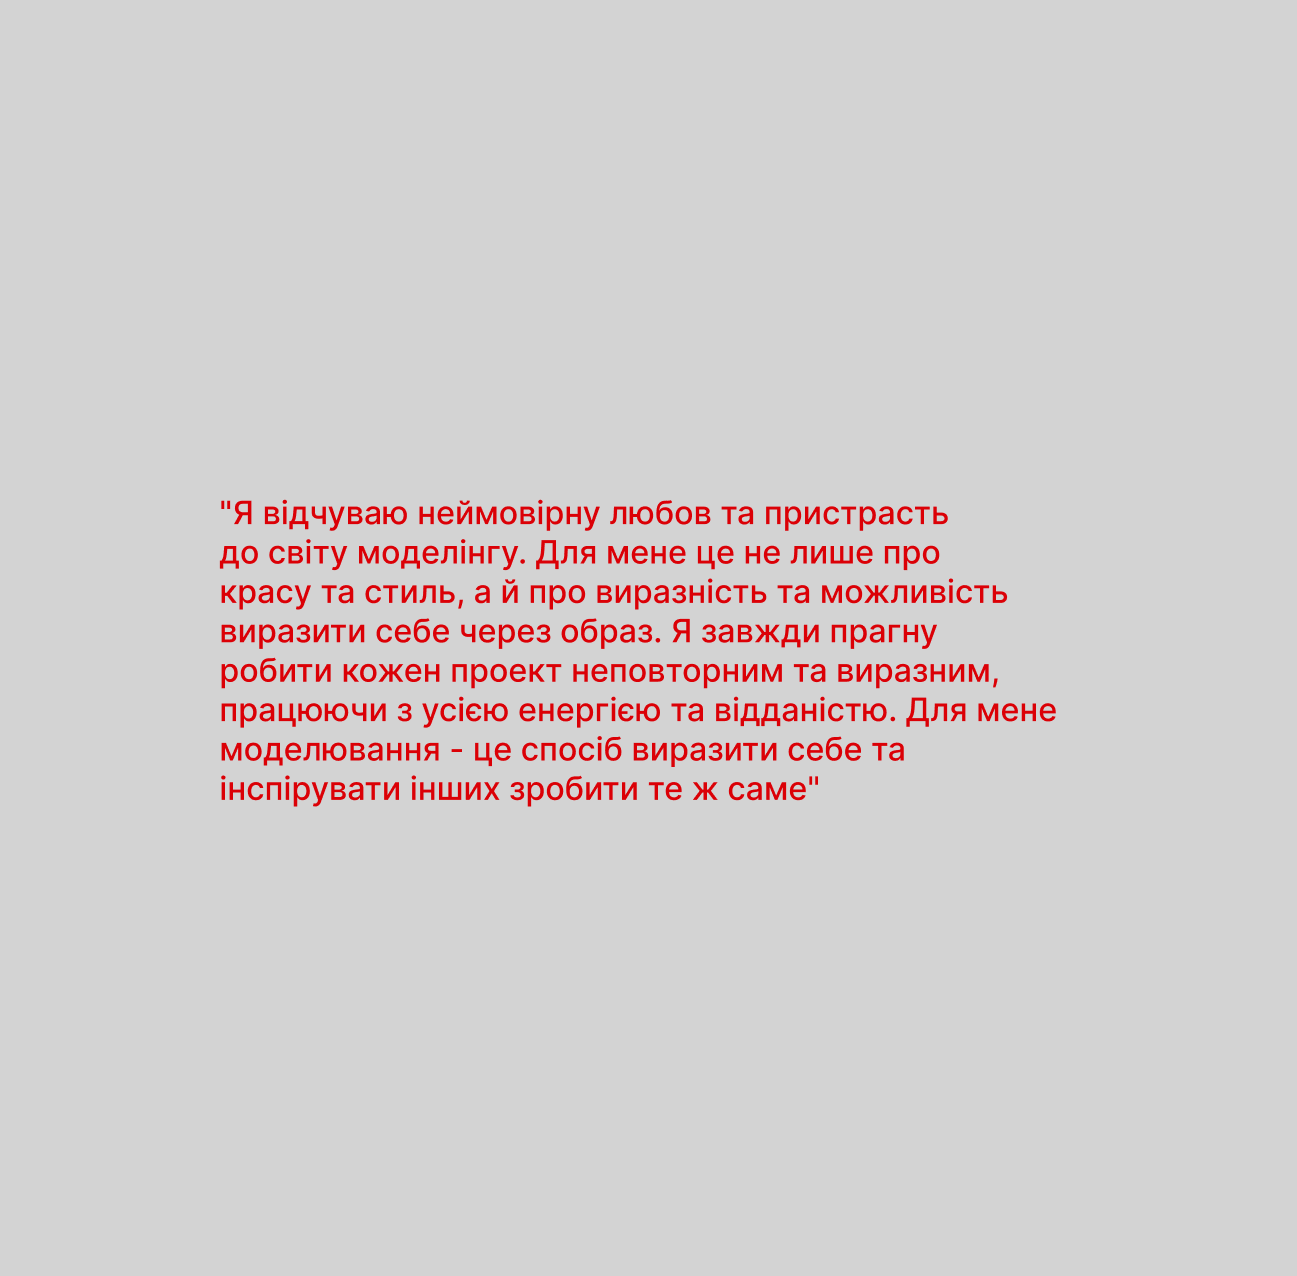 "Я відчуваю неймовірну любов та пристрасть
до світу моделінгу. Для мене це не лише про
красу та стиль, а й про виразність та можливість
виразити себе через образ. Я завжди прагну
робити кожен проект неповторним та виразним,
працюючи з усією енергією та відданістю. Для мене
моделювання - це спосіб виразити себе та
інспірувати інших зробити те ж саме"